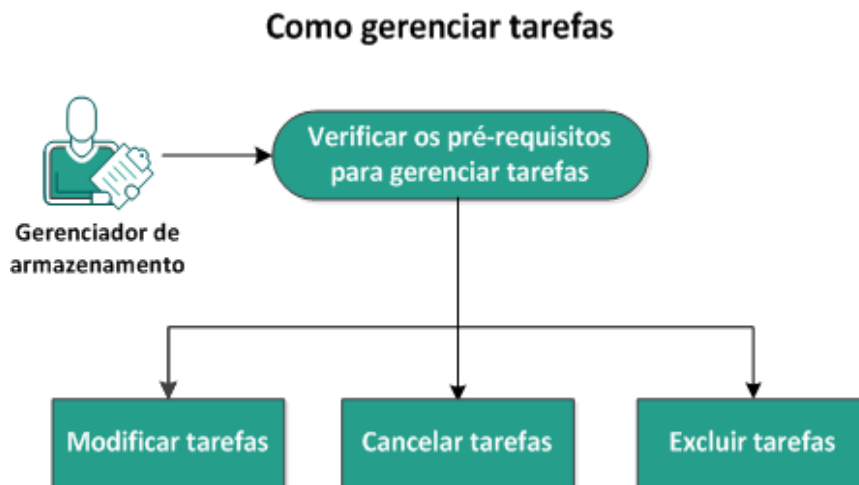 Como gerenciar tarefas
Verificar os pré-requisitos
para gerenciar tarefas
Gerenciador de
armazenamento
Modificar tarefas
Cancelar tarefas
Excluir tarefas